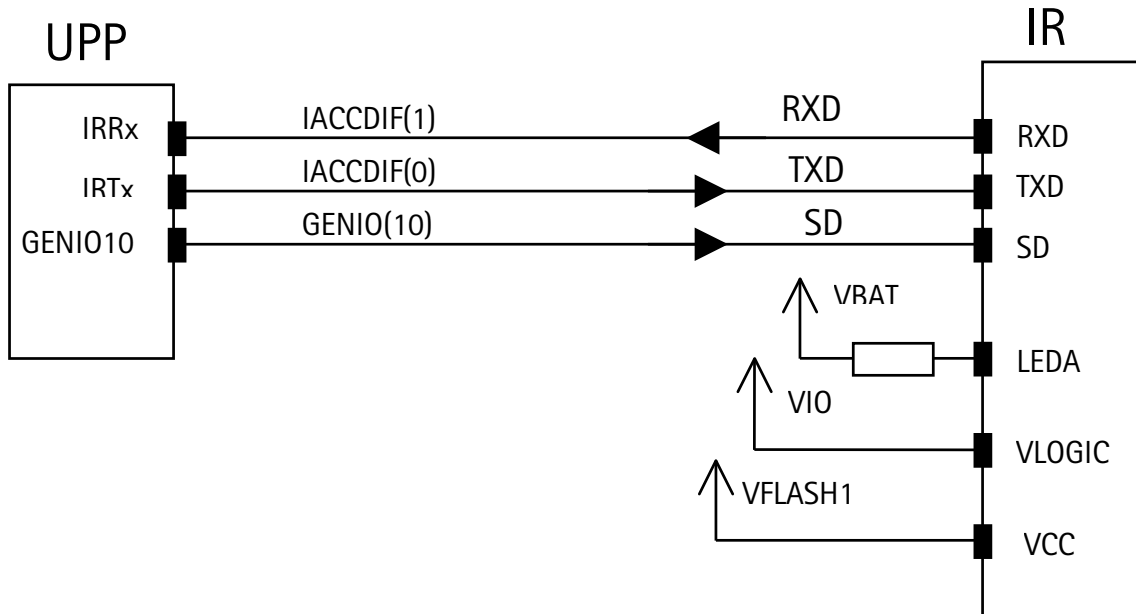 UPP
IR
IRRx
IACCDIF(1)
RXD
RXD
IRTx
IACCDIF(0)
TXD
TXD
GENIO10
GENIO(10)
SD
SD
VBAT
LEDA
VIO
VLOGIC
VFLASH1
VCC